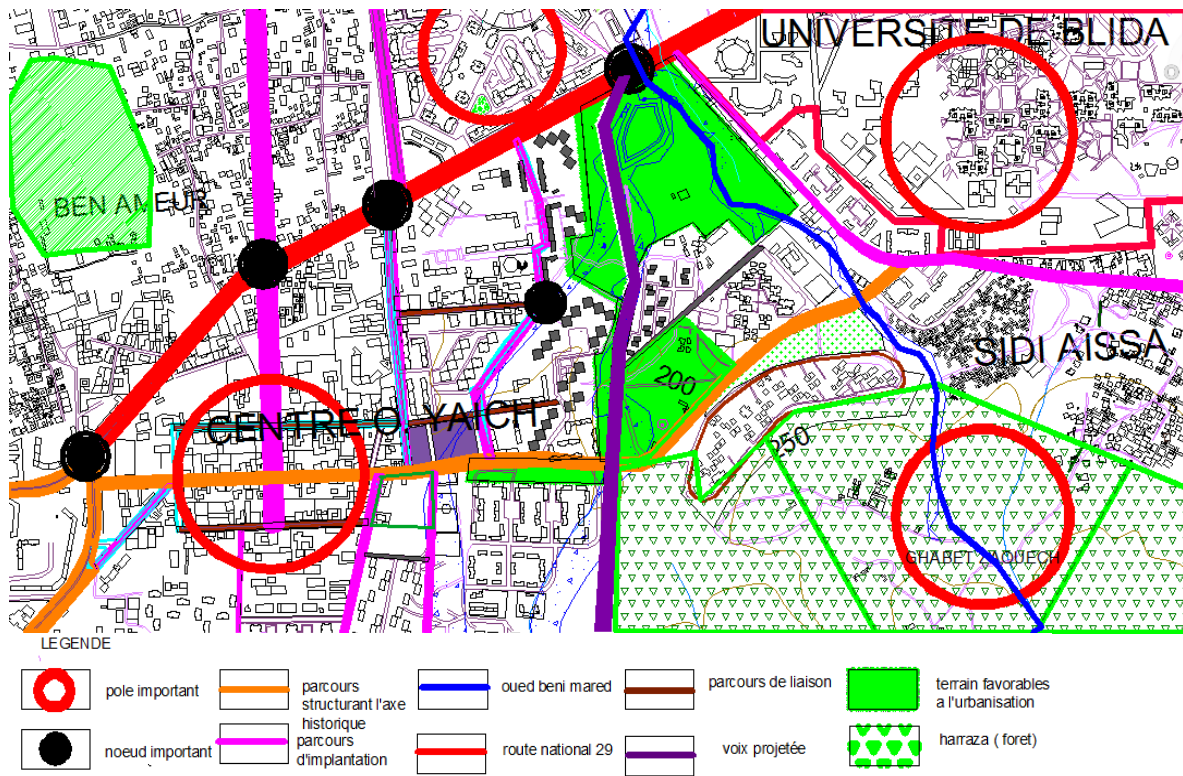 UNIVERSITE DE BLIDA
BEN AMEUR
SIDI AISSA
200
CENTRE O. YAICH
250
LEGENDE
pole important
parcours
structurant l'axe
historique
oued beni mared
parcours de liaison
terrain favorables
a l'urbanisation
noeud important
parcours
d'implantation
route national 29
voix projetée
harraza ( foret)